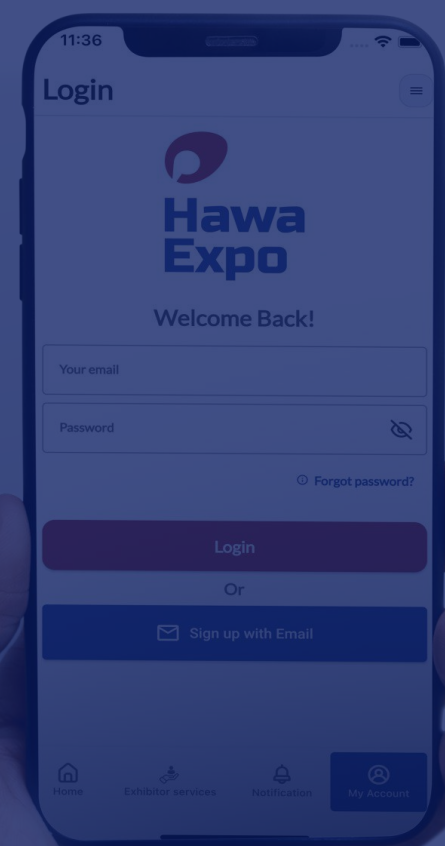 11:36
Login
Hawa
Expo
Welcome Back!
Your email
Password
Forgot password?
Login
Or
Sign up with Email
Home
Exhibitor services
Notification
My Account